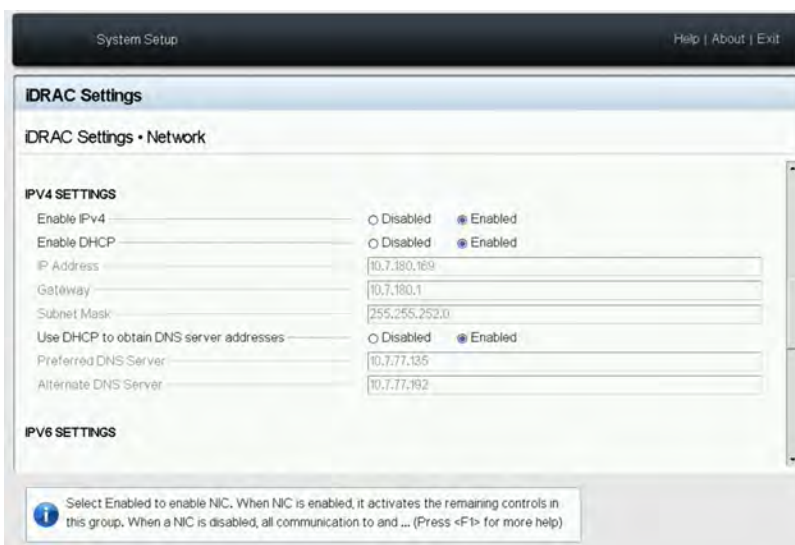 System Setup
Help | About | Exit
iDRAC Settings
iDRAC Settings • Network
IPV4 SETTINGS
Enable IPv4 Disabled Enabled
Enable DHCP Disabled Enabled
IP Address 10.7.180.169
Gateway 10.7.180.1
Subnet Mask 255.255.252.0
Use DHCP to obtain DNS server addresses Disabled Enabled
Preferred DNS Server 10.7.77.135
Alternate DNS Server 10.7.77.192
IPV6 SETTINGS
Select Enabled to enable NIC. When NIC is enabled, it activates the remaining controls in
this group. When a NIC is disabled, all communication to and ... (Press <F1> for more help)